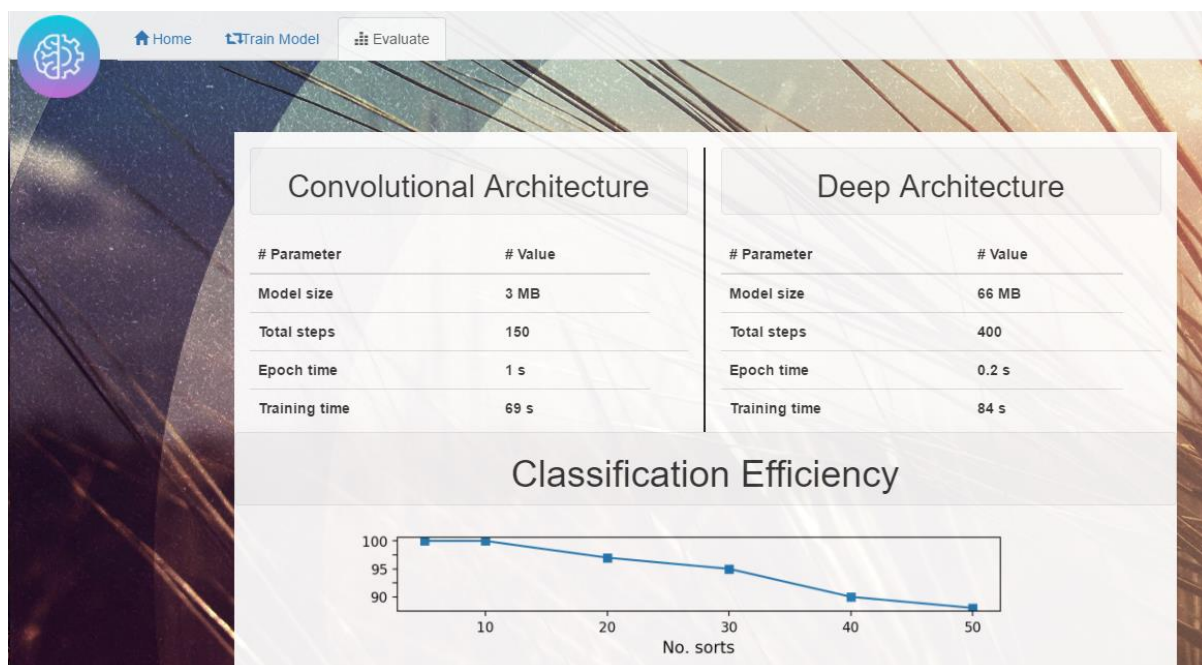 Home Train Model Evaluate
Convolutional Architecture
# Parameter # Value
Model size 3 MB
Total steps 150
Epoch time 1 s
Training time 69 s
Deep Architecture
# Parameter # Value
Model size 66 MB
Total steps 400
Epoch time 0.2 s
Training time 84 s
Classification Efficiency
100
95
90
10 20 30 40 50
No. sorts